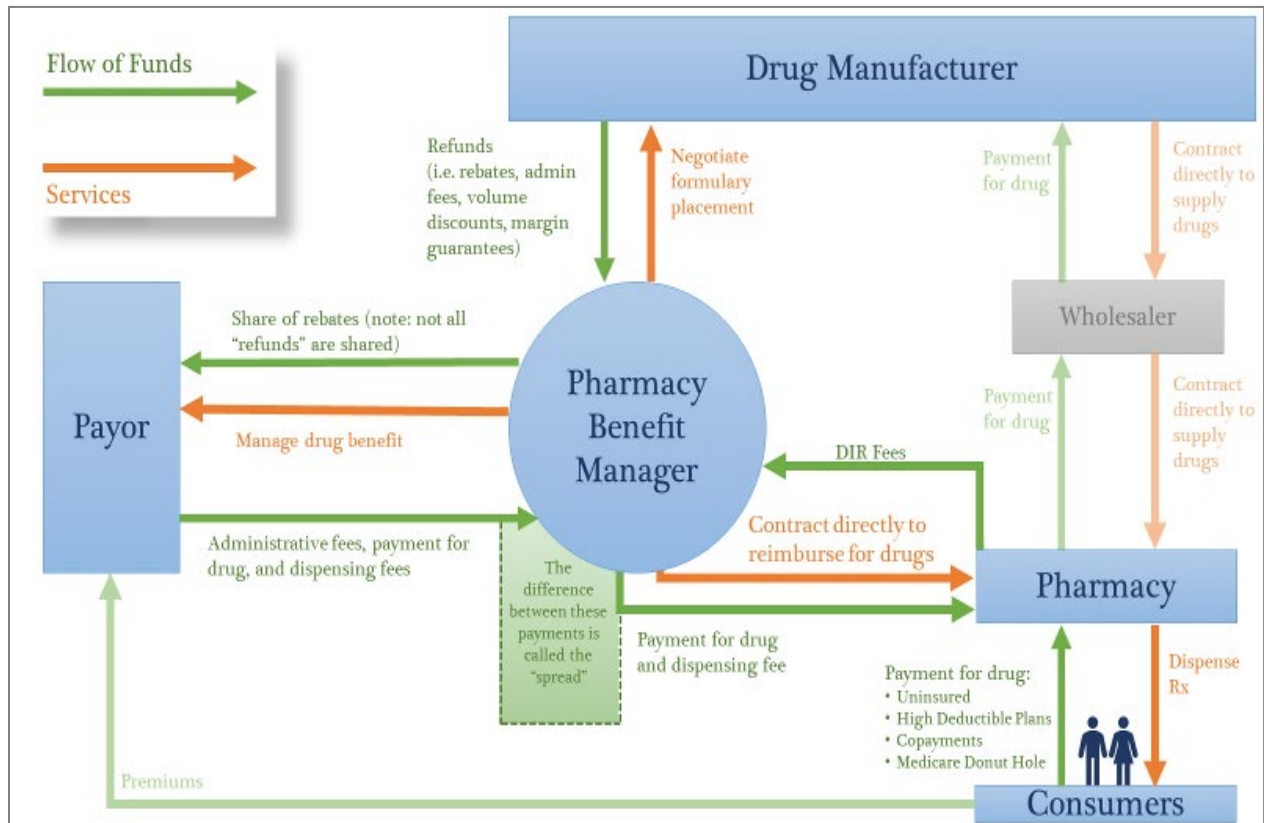 Flow of Funds
Services
Drug Manufacturer
Refunds
(i.e. rebates, admin
fees, volume
discounts, margin
guarantees)
Negotiate
formulary
placement
Payment
for drug
Contract
directly to
supply
drugs
Wholesaler
Share of rebates (note: not all
“refunds” are shared)
Payor
Manage drug benefit
Pharmacy
Benefit
Manager
Payment
for drug
Contract
directly to
supply
drugs
DIR Fees
Administrative fees, payment for
drug, and dispensing fees
The
difference
between these
payments is
called the
“spread”
Contract directly to
reimburse for drugs
Pharmacy
Payment for drug
and dispensing fee
Payment for drug:
• Uninsured
• High Deductible Plans
• Copayments
• Medicare Donut Hole
Dispense
Rx
Premiums
Consumers